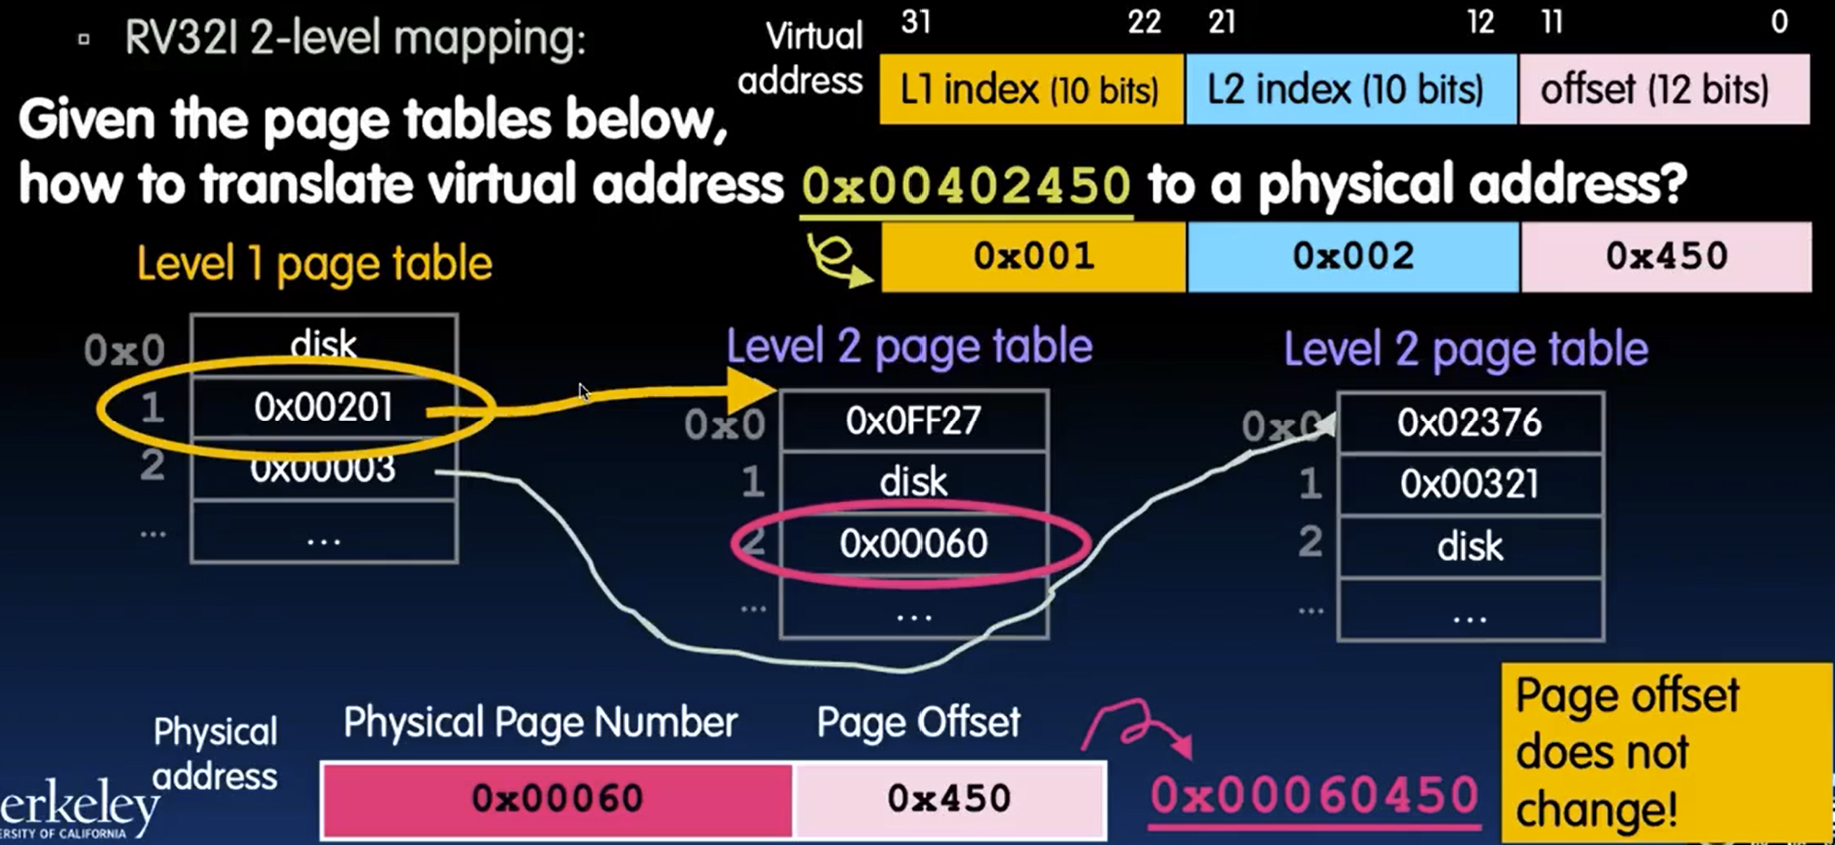 ▫ RV32I 2-level mapping:
Virtual address
31 22 21 12 11 0
L1 index (10 bits) L2 index (10 bits) offset (12 bits)
Given the page tables below,
how to translate virtual address 0x00402450 to a physical address?
0x001 0x002 0x450
Level 1 page table
0x0 disk
1 0x00201
2 0x00003
... ...
Level 2 page table
0x0 0x0FF27
1 disk
2 0x00060
... ...
Level 2 page table
0x0 0x02376
1 0x00321
2 disk
... ...
Physical address
Physical Page Number Page Offset
0x00060 0x450
0x00060450
Page offset
does not
change!
erkeley
ERSITY OF CALIFORNIA